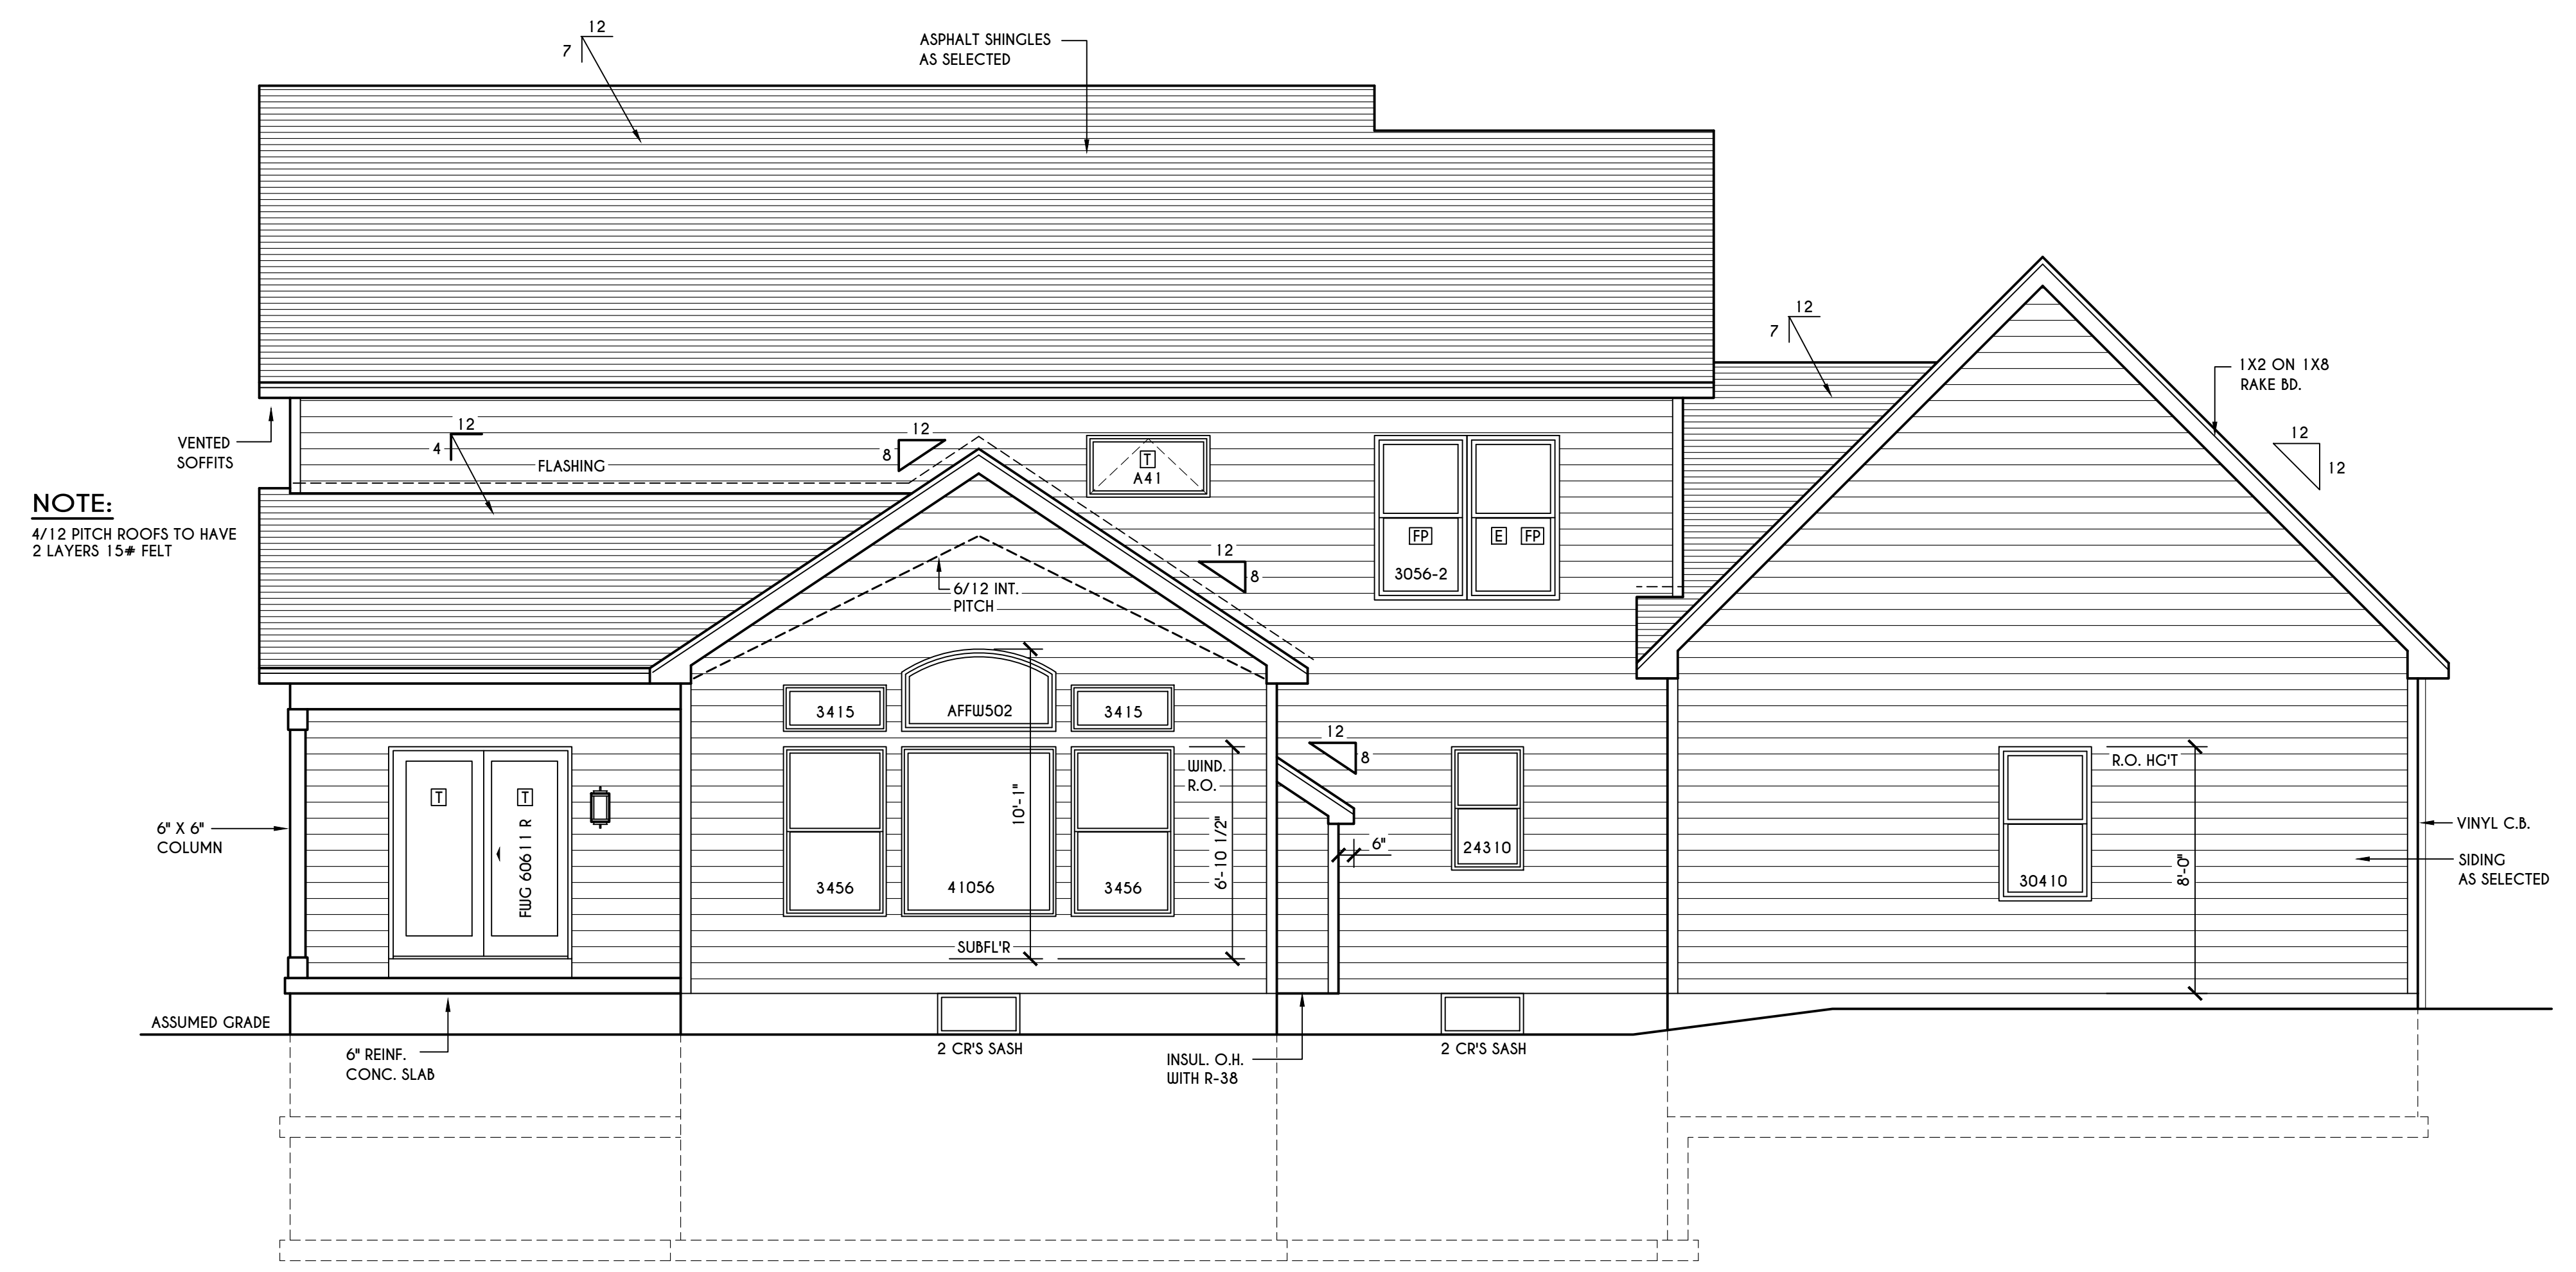 12
7
ASPHALT SHINGLES
AS SELECTED
12
7
1X2 ON 1X8
RAKE BD.
12
12
VENTED
SOFFITS
12
4
FLASHING
12
8
T
A41
NOTE:
4/12 PITCH ROOFS TO HAVE
2 LAYERS 15# FELT
FP
E
FP
3056-2
12
8
6/12 INT.
PITCH
3415
AFFW502
3415
12
8
WIND.
R.O.
R.O. HG'T
T
T
FWG 60611 R
10'-1"
6'-10 1/2"
6" X 6"
COLUMN
6"
24310
VINYL C.B.
SIDING
AS SELECTED
8'-0"
3456
41056
3456
30410
SUBFL'R
ASSUMED GRADE
6" REINF.
CONC. SLAB
2 CR'S SASH
INSUL. O.H.
WITH R-38
2 CR'S SASH